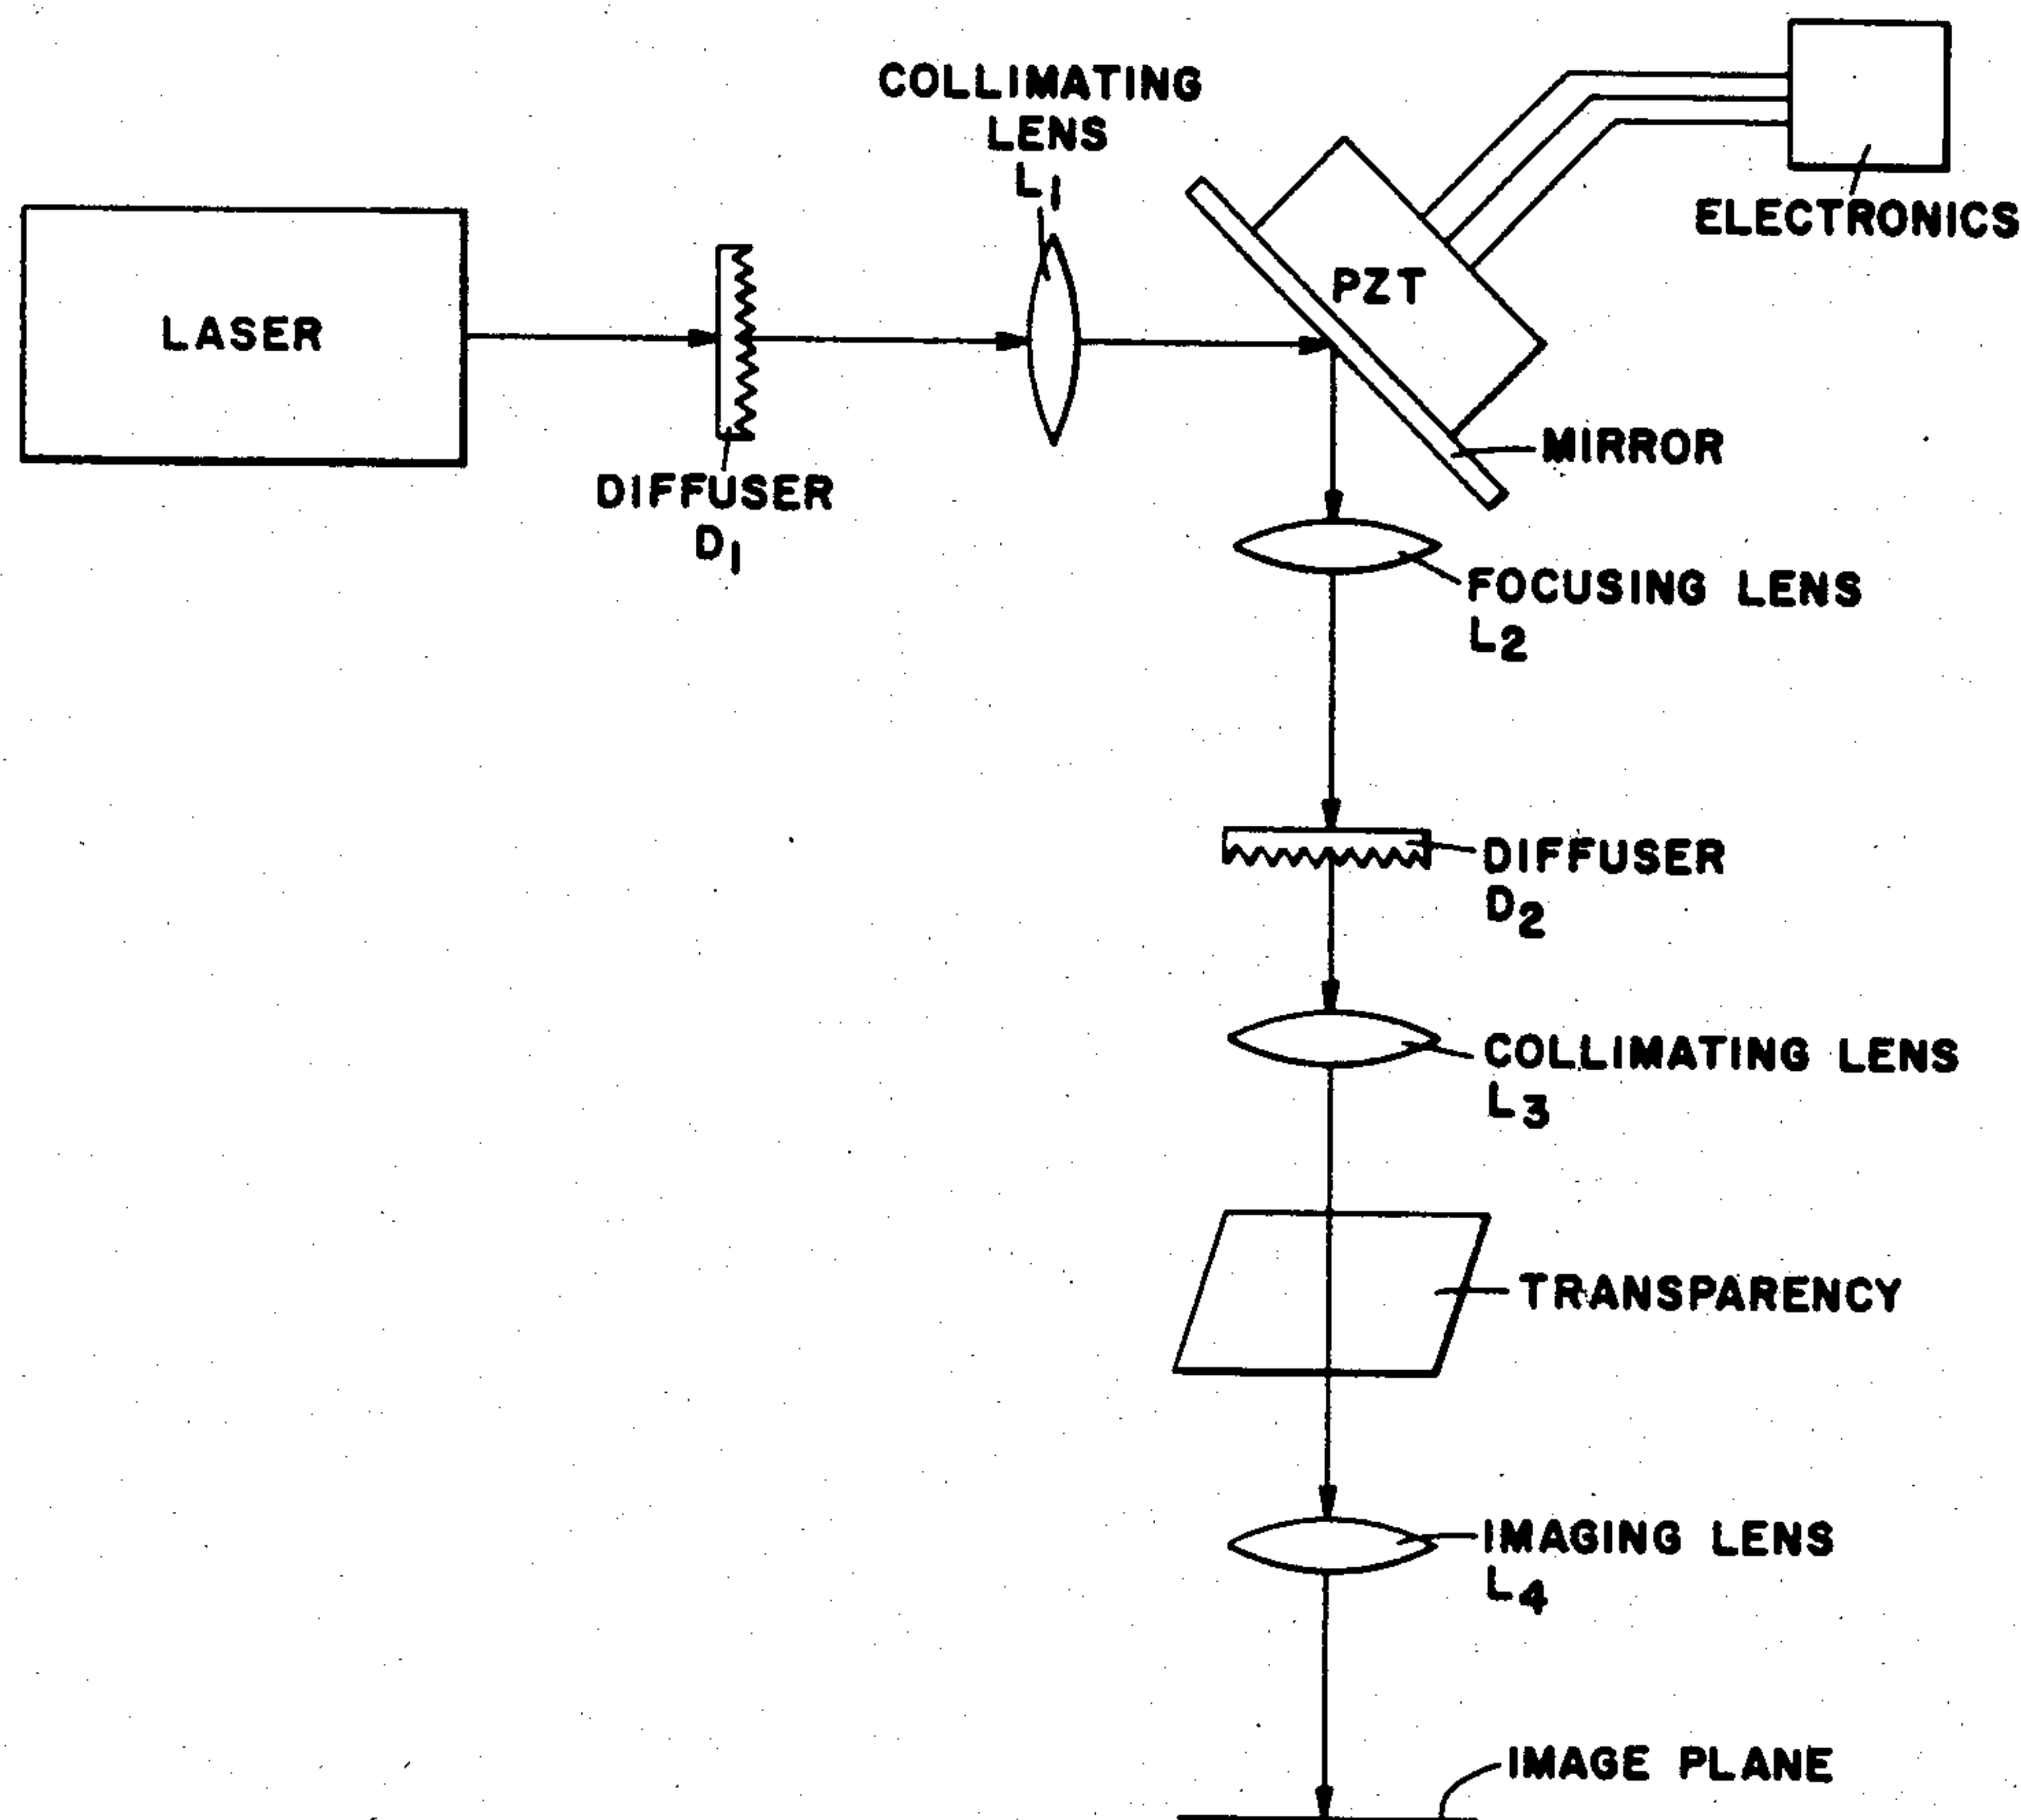 COLLIMATING
LENS
L1
ELECTRONICS
LASER
PZT
MIRROR
DIFFUSER
D1
FOCUSING LENS
L2
DIFFUSER
D2
COLLIMATING LENS
L3
TRANSPARENCY
IMAGING LENS
L4
IMAGE PLANE